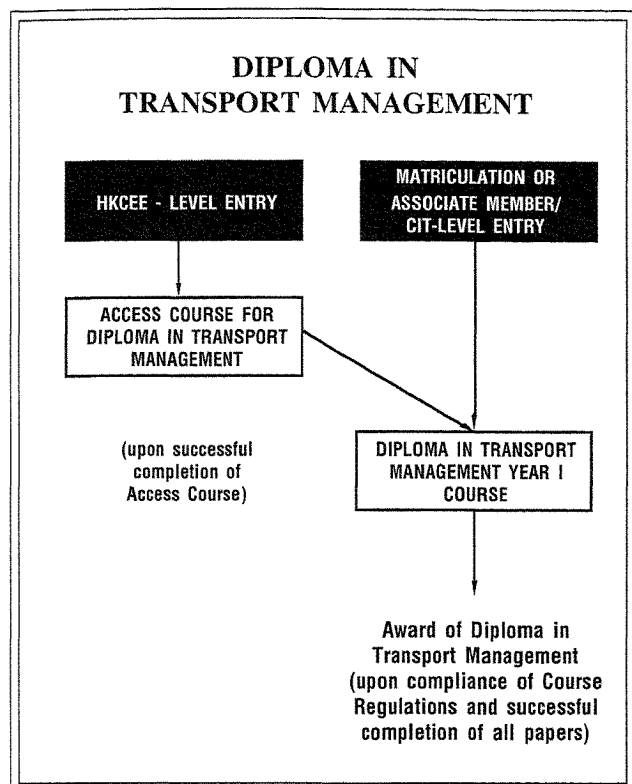 DIPLOMA IN
TRANSPORT MANAGEMENT
HKCEE - LEVEL ENTRY
MATRICULATION OR
ASSOCIATE MEMBER/
CIT-LEVEL ENTRY
ACCESS COURSE FOR
DIPLOMA IN TRANSPORT
MANAGEMENT
(upon successful
completion of
Access Course)
DIPLOMA IN TRANSPORT
MANAGEMENT YEAR I
COURSE
Award of Diploma in
Transport Management
(upon compliance of Course
Regulations and successful
completion of all papers)